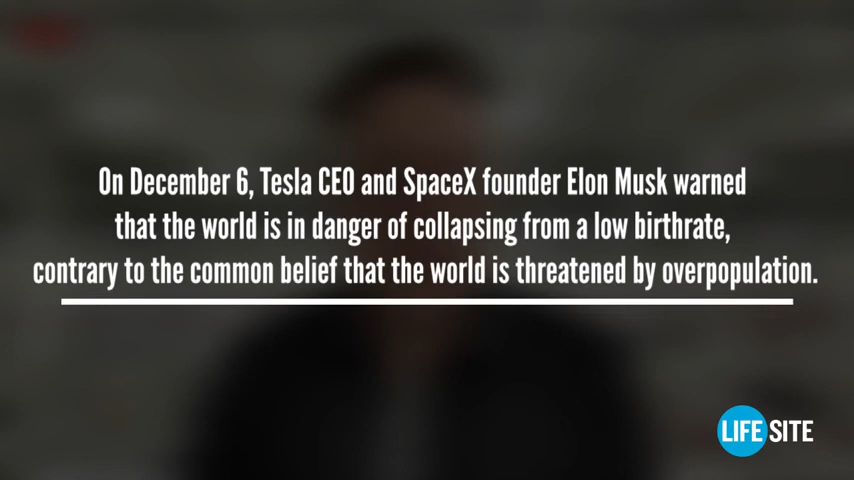 On December 6, Tesla CEO and SpaceX founder Elon Musk warned
that the world is in danger of collapsing from a low birthrate,
contrary to the common belief that the world is threatened by overpopulation.
LIFE SITE